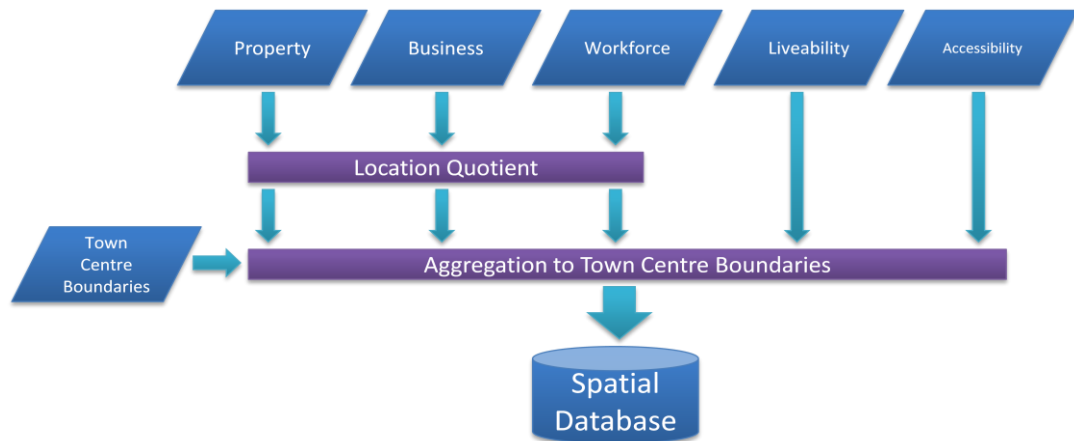 Property
Business
Workforce
Liveability
Accessibility
Location Quotient
Town
Centre
Boundaries
Aggregation to Town Centre Boundaries
Spatial
Database